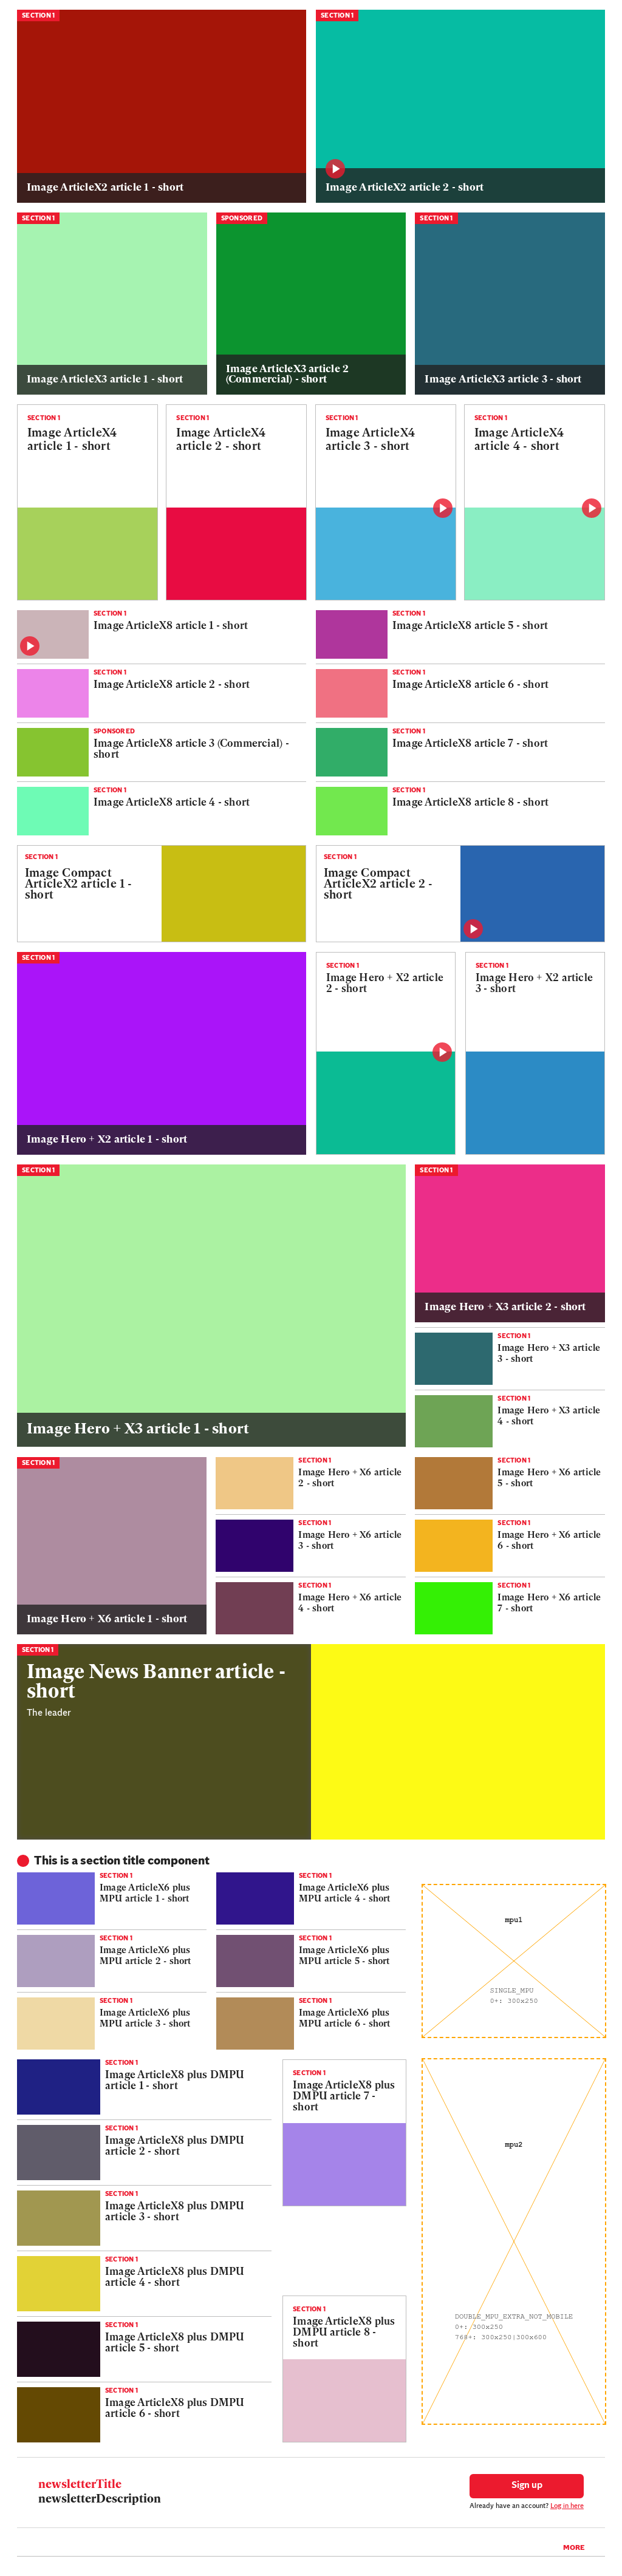 SECTION 1
Image ArticleX2 article 1 - short
SECTION 1
Image ArticleX2 article 2 - short
SECTION 1
Image ArticleX3 article 1 - short
SPONSORED
Image ArticleX3 article 2
(Commercial) - short
SECTION 1
Image ArticleX3 article 3 - short
SECTION 1
Image ArticleX4
article 1 - short
SECTION 1
Image ArticleX4
article 2 - short
SECTION 1
Image ArticleX4
article 3 - short
SECTION 1
Image ArticleX4
article 4 - short
SECTION 1
Image ArticleX8 article 1 - short
SECTION 1
Image ArticleX8 article 2 - short
SPONSORED
Image ArticleX8 article 3 (Commercial) -
short
SECTION 1
Image ArticleX8 article 4 - short
SECTION 1
Image ArticleX8 article 5 - short
SECTION 1
Image ArticleX8 article 6 - short
SECTION 1
Image ArticleX8 article 7 - short
SECTION 1
Image ArticleX8 article 8 - short
SECTION 1
Image Compact
ArticleX2 article 1 -
short
SECTION 1
Image Compact
ArticleX2 article 2 -
short
SECTION 1
Image Hero + X2 article 1 - short
SECTION 1
Image Hero + X2 article
2 - short
SECTION 1
Image Hero + X2 article
3 - short
SECTION 1
Image Hero + X3 article 1 - short
SECTION 1
Image Hero + X3 article 2 - short
SECTION 1
Image Hero + X3 article
3 - short
SECTION 1
Image Hero + X3 article
4 - short
SECTION 1
Image Hero + X6 article 1 - short
SECTION 1
Image Hero + X6 article
2 - short
SECTION 1
Image Hero + X6 article
3 - short
SECTION 1
Image Hero + X6 article
4 - short
SECTION 1
Image Hero + X6 article
5 - short
SECTION 1
Image Hero + X6 article
6 - short
SECTION 1
Image Hero + X6 article
7 - short
SECTION 1
Image News Banner article -
short
The leader
This is a section title component
SECTION 1
Image ArticleX6 plus
MPU article 1 - short
SECTION 1
Image ArticleX6 plus
MPU article 2 - short
SECTION 1
Image ArticleX6 plus
MPU article 3 - short
SECTION 1
Image ArticleX6 plus
MPU article 4 - short
SECTION 1
Image ArticleX6 plus
MPU article 5 - short
SECTION 1
Image ArticleX6 plus
MPU article 6 - short
mpu1
SINGLE_MPU
0+: 300x250
SECTION 1
Image ArticleX8 plus DMPU
article 1 - short
SECTION 1
Image ArticleX8 plus DMPU
article 2 - short
SECTION 1
Image ArticleX8 plus DMPU
article 3 - short
SECTION 1
Image ArticleX8 plus DMPU
article 4 - short
SECTION 1
Image ArticleX8 plus DMPU
article 5 - short
SECTION 1
Image ArticleX8 plus DMPU
article 6 - short
SECTION 1
Image ArticleX8 plus
DMPU article 7 -
short
SECTION 1
Image ArticleX8 plus
DMPU article 8 -
short
mpu2
DOUBLE_MPU_EXTRA_NOT_MOBILE
0+: 300x250
768+: 300x250|300x600
newsletterTitle
newsletterDescription
Sign up
Already have an account? Log in here
MORE